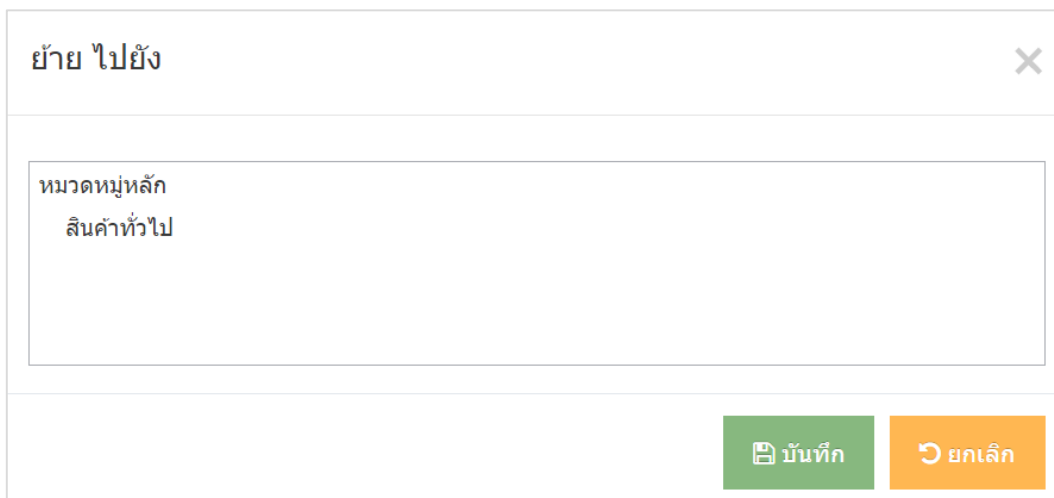 ย้าย ไปยัง
หมวดหมู่หลัก
สินค้าทั่วไป
บันทึก
ยกเลิก